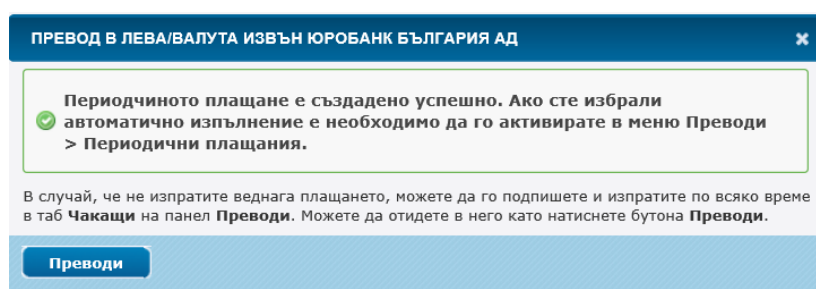 ПРЕВОД В ЛЕВА/ВАЛУТА ИЗВЪН ЮРОБАНК БЪЛГАРИЯ АД
Периодчиното плащане е създадено успешно. Ако сте избрали
автоматично изпълнение е необходимо да го активирате в меню Преводи
> Периодични плащания.
В случай, че не изпратите веднага плащането, можете да го подпишете и изпратите по всяко време
в таб Чакащи на панел Преводи. Можете да отидете в него като натиснете бутона Преводи.
Преводи